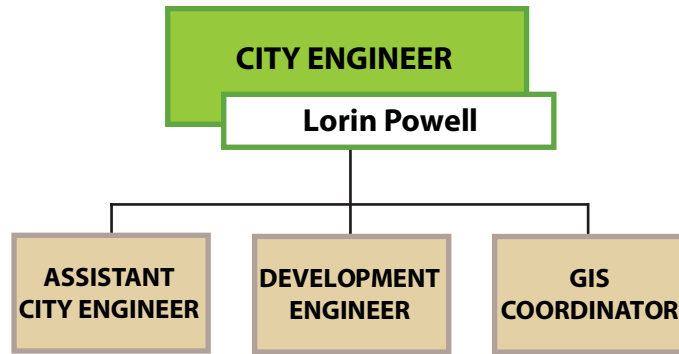 CITY ENGINEER
Lorin Powell
ASSISTANT
CITY ENGINEER
DEVELOPMENT
ENGINEER
GIS
COORDINATOR